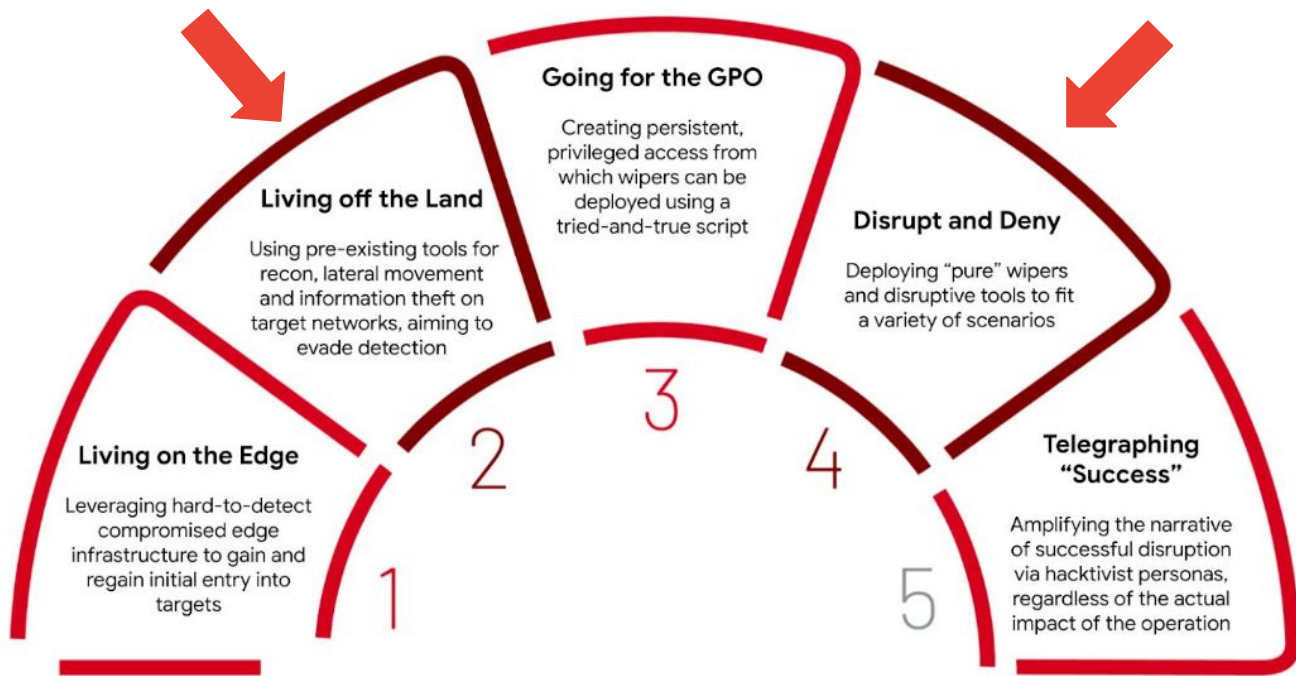 Living on the Edge
Leveraging hard-to-detect
compromised edge
infrastructure to gain and
regain initial entry into
targets
1
Living off the Land
Using pre-existing tools for
recon, lateral movement
and information theft on
target networks, aiming to
evade detection
2
Going for the GPO
Creating persistent,
privileged access from
which wipers can be
deployed using a
tried-and-true script
3
Disrupt and Deny
Deploying “pure” wipers
and disruptive tools to fit
a variety of scenarios
4
Telegraphing
“Success”
Amplifying the narrative
of successful disruption
via hacktivist personas,
regardless of the actual
impact of the operation
5